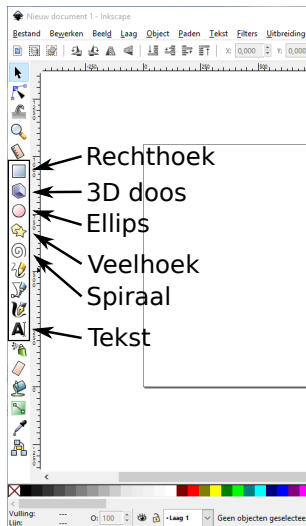 Nieuw document 1 - Inkscape
Bestand Bewerken Beeld Laag Object Paden Tekst Filters Uitbreiding
X: 0,000 Y: 0,000
Rechthoek
3D doos
Ellips
Veelhoek
Spiraal
Tekst
Vulling: ---
Lijn: ---
O: 100
•Laag 1
Geen objecten geselectee